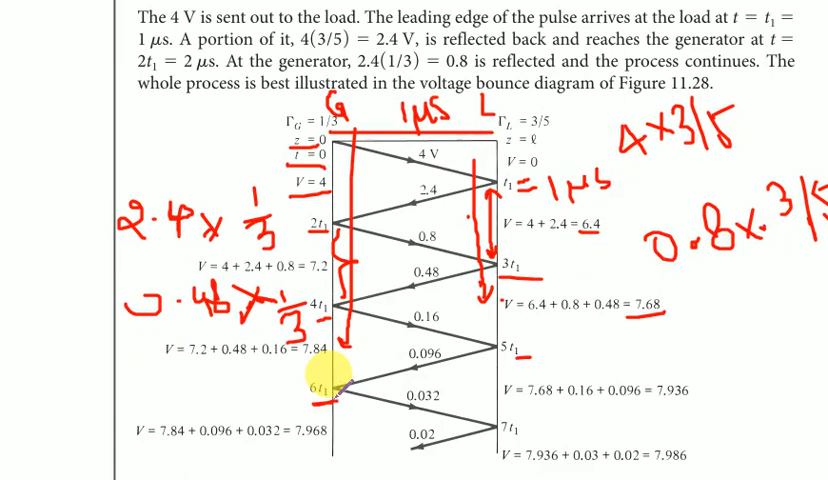 The 4 V is sent out to the load. The leading edge of the pulse arrives at the load at t = t₁ =
1 μs. A portion of it, 4(3/5) = 2.4 V, is reflected back and reaches the generator at t =
2t₁ = 2 μs. At the generator, 2.4(1/3) = 0.8 is reflected and the process continues. The
whole process is best illustrated in the voltage bounce diagram of Figure 11.28.
G 1μs L
Γ_G = 1/3 Γ_L = 3/5
4×3/5
z = 0 z = ℓ
t = 0 4 V V = 0
V = 4 t₁ = 1μs
2.4
2.4 × 1/3 2t₁ V = 4 + 2.4 = 6.4
0.8 0.8×3/5
V = 4 + 2.4 + 0.8 = 7.2 3t₁
0.48
0.48 × 1/3 4t₁ V = 6.4 + 0.8 + 0.48 = 7.68
0.16
V = 7.2 + 0.48 + 0.16 = 7.84 0.096 5t₁
6t₁ V = 7.68 + 0.16 + 0.096 = 7.936
0.032
V = 7.84 + 0.096 + 0.032 = 7.968 7t₁
0.02
V = 7.936 + 0.03 + 0.02 = 7.986